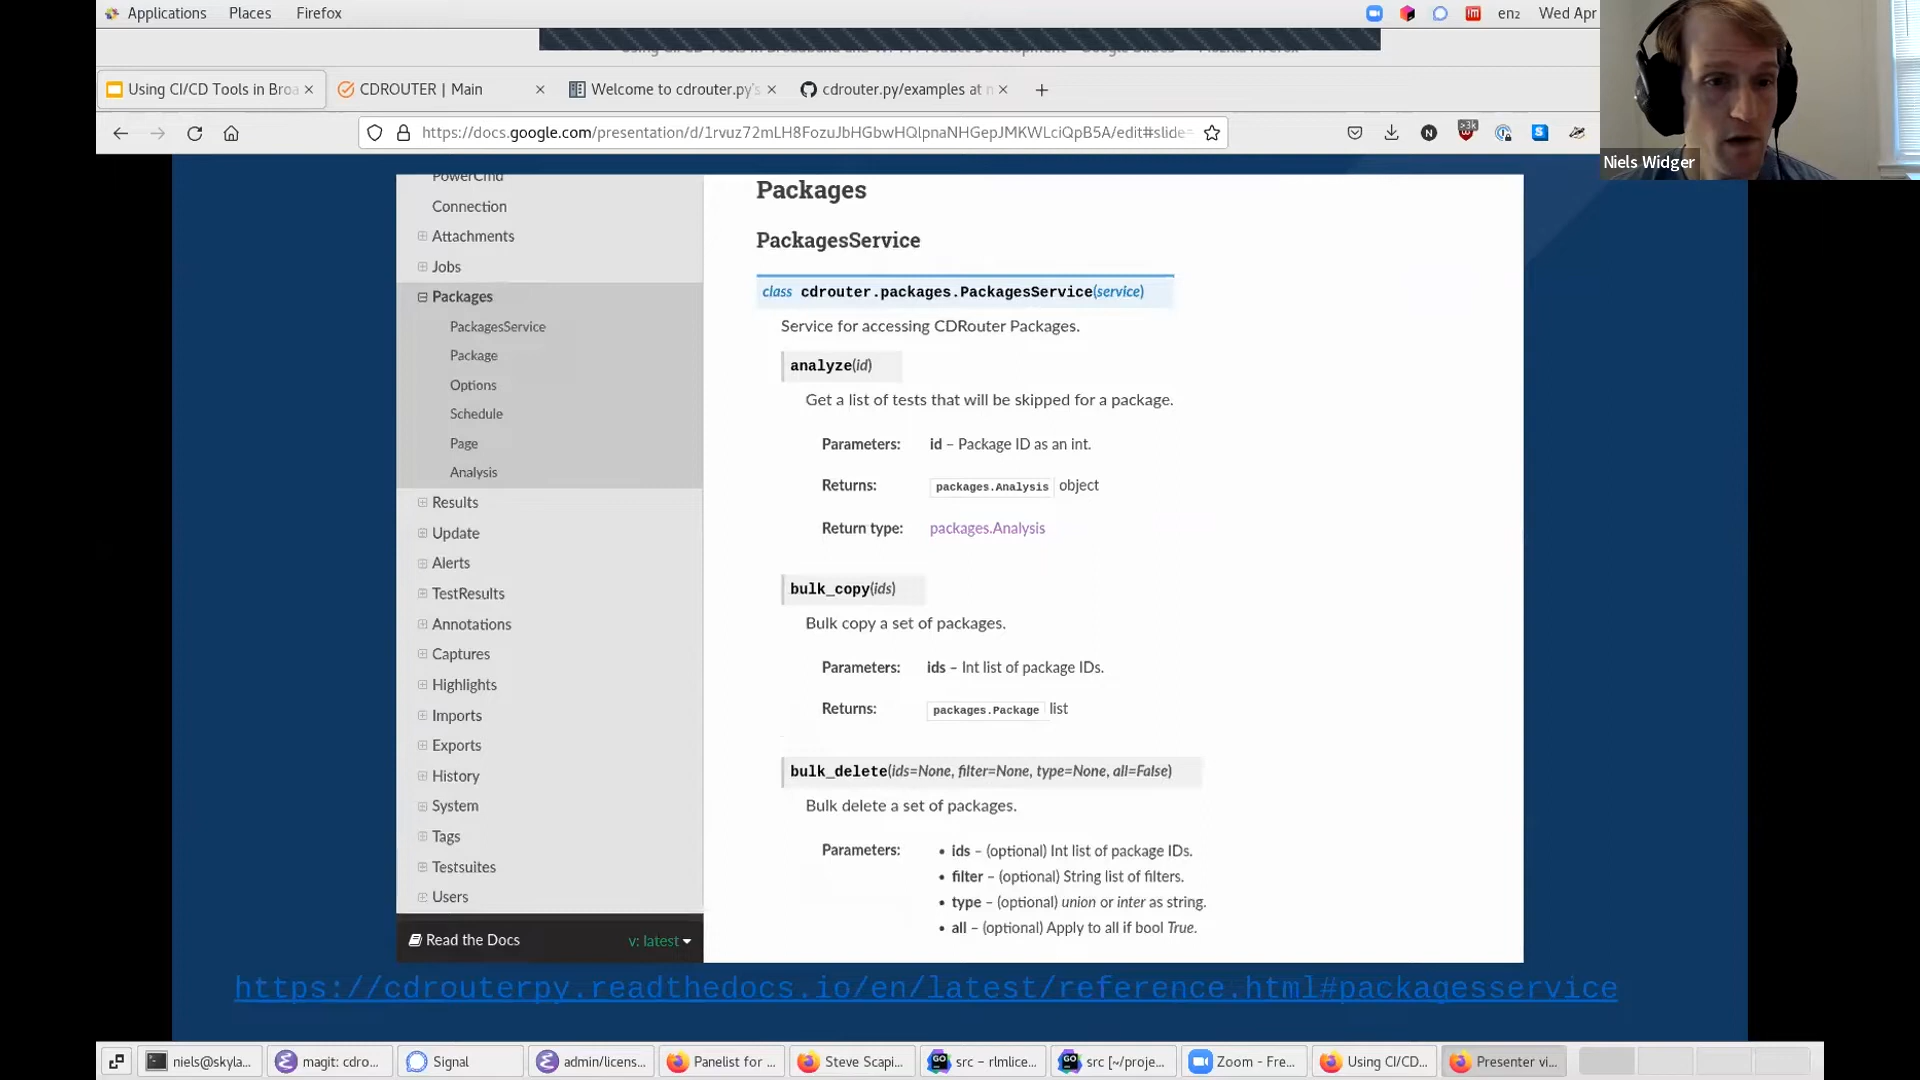 Applications Places Firefox en₂ Wed Apr
Using CI/CD Tools in Broa CDROUTER | Main Welcome to cdrouter.py's cdrouter.py/examples at
https://docs.google.com/presentation/d/1rvuz72mLH8FozuJbHGbwHQlpnaNHGepJMKWLciQpB5A/edit#slide= >3k N S
Niels Widger
PowerCmd
Connection
Attachments
Jobs
Packages
PackagesService
Package
Options
Schedule
Page
Analysis
Results
Update
Alerts
TestResults
Annotations
Captures
Highlights
Imports
Exports
History
System
Tags
Testsuites
Users
Read the Docs v: latest
Packages
PackagesService
class cdrouter.packages.PackagesService(service)
Service for accessing CDRouter Packages.
analyze(id)
Get a list of tests that will be skipped for a package.
Parameters: id – Package ID as an int.
Returns: packages.Analysis object
Return type: packages.Analysis
bulk_copy(ids)
Bulk copy a set of packages.
Parameters: ids – Int list of package IDs.
Returns: packages.Package list
bulk_delete(ids=None, filter=None, type=None, all=False)
Bulk delete a set of packages.
Parameters: • ids – (optional) Int list of package IDs.
• filter – (optional) String list of filters.
• type – (optional) union or inter as string.
• all – (optional) Apply to all if bool True.
https://cdrouterpy.readthedocs.io/en/latest/reference.html#packagesservice
niels@skyla... magit: cdro... Signal admin/licens... Panelist for ... Steve Scapi... src – rlmlice... src [~/proje... Zoom - Fre... Using CI/CD... Presenter vi...